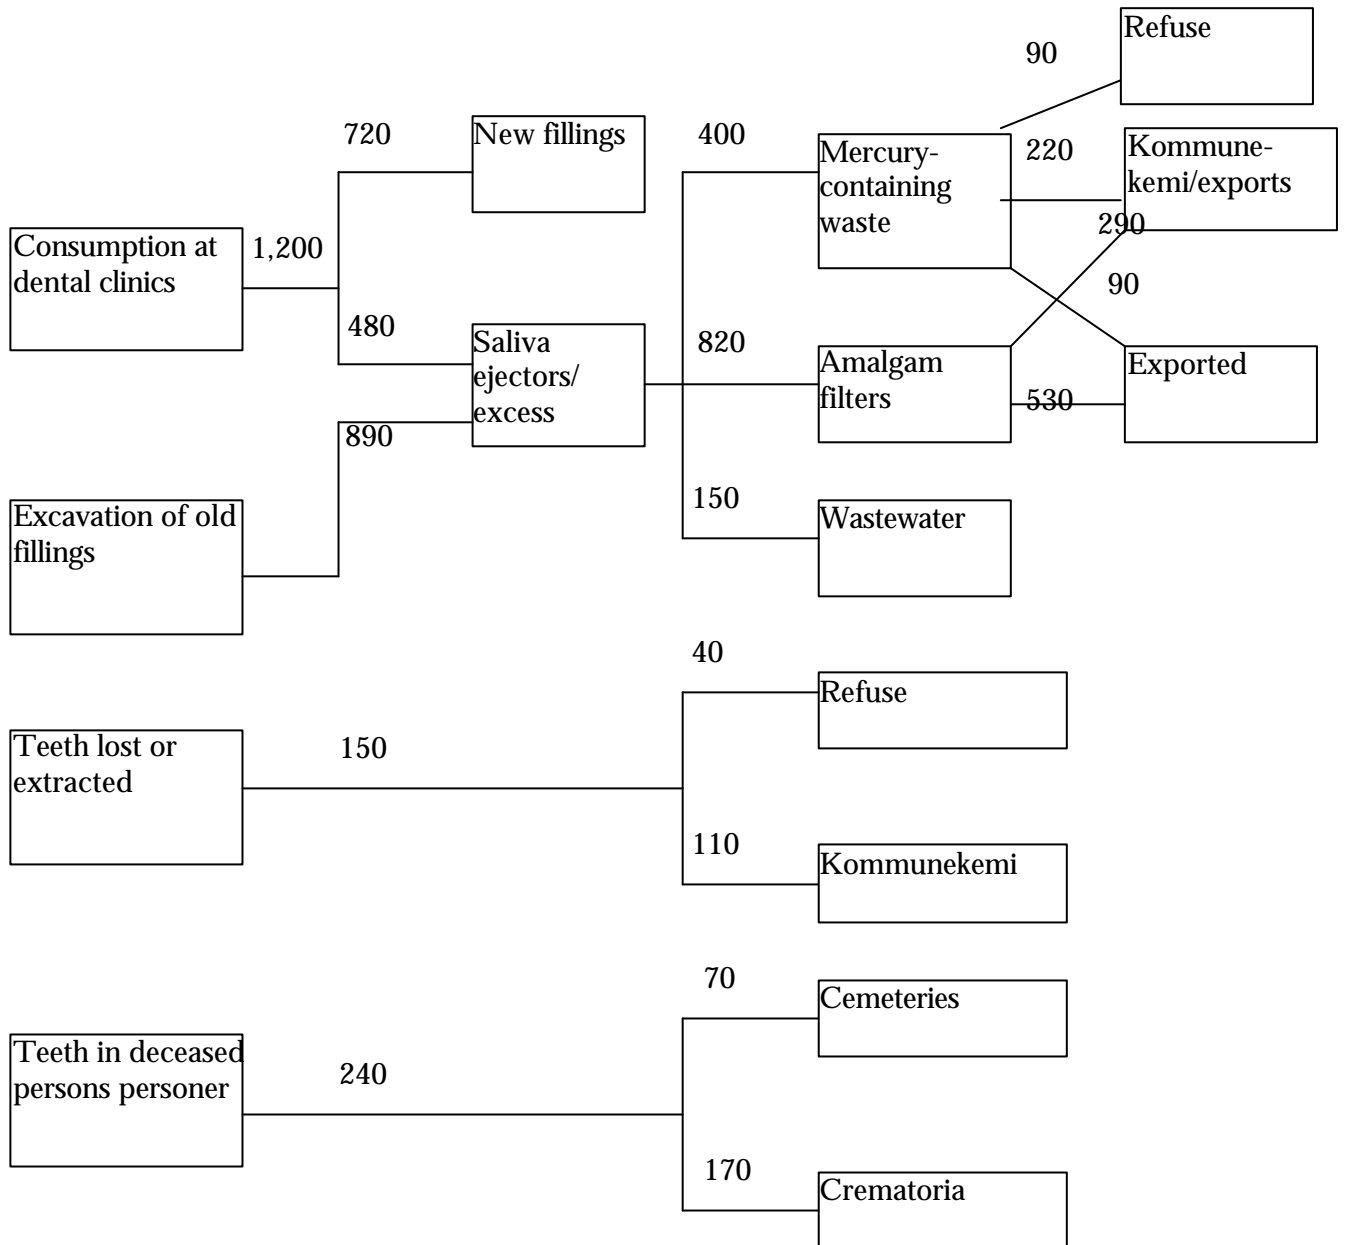 Refuse
90
720
New fillings
400
Mercury-
containing
waste
220
Kommune-
kemi/exports
290
Consumption at
dental clinics
1,200
90
480
Saliva
ejectors/
excess
820
Amalgam
filters
530
Exported
890
150
Wastewater
Excavation of old
fillings
40
Refuse
Teeth lost or
extracted
150
110
Kommunekemi
70
Cemeteries
Teeth in deceased
persons personer
240
170
Crematoria